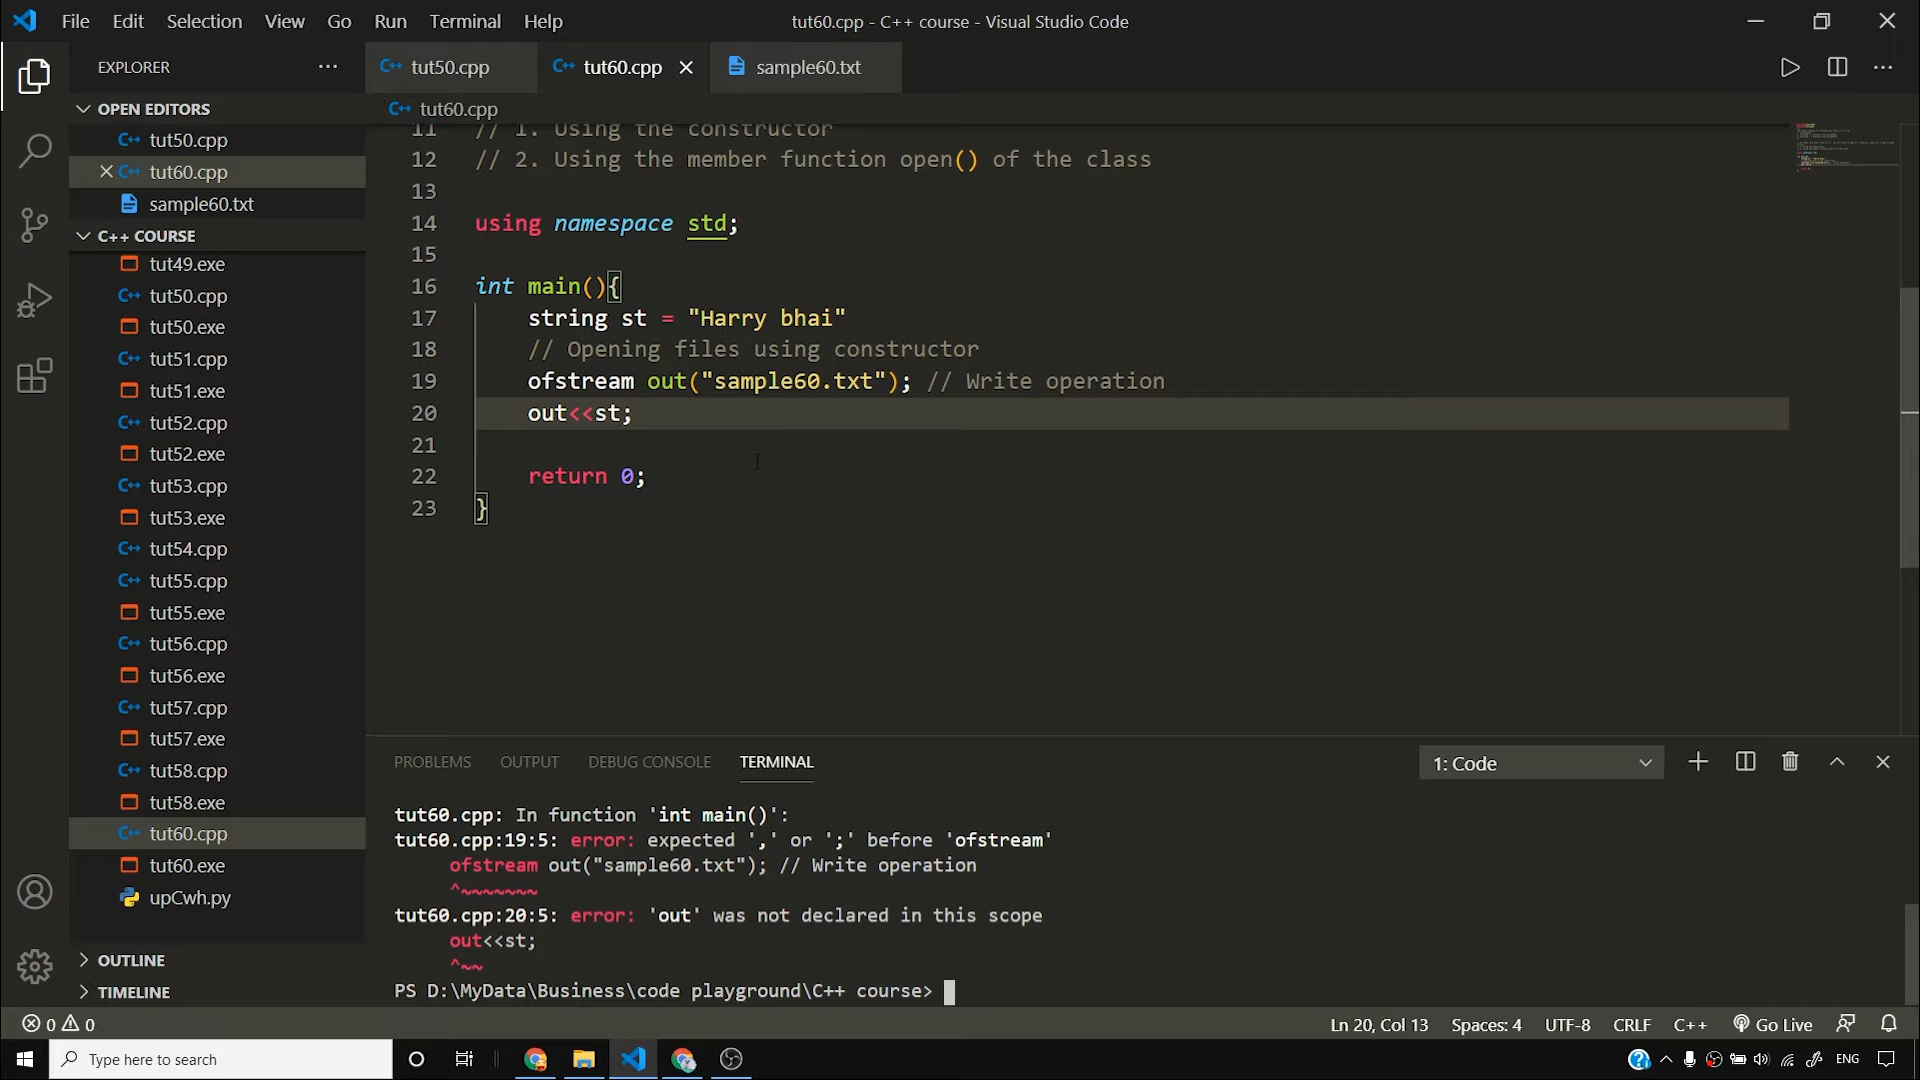 File Edit Selection View Go Run Terminal Help
tut60.cpp - C++ course - Visual Studio Code
EXPLORER
OPEN EDITORS
tut50.cpp
tut60.cpp
sample60.txt
C++ COURSE
tut49.exe
tut50.cpp
tut50.exe
tut51.cpp
tut51.exe
tut52.cpp
tut52.exe
tut53.cpp
tut53.exe
tut54.cpp
tut55.cpp
tut55.exe
tut56.cpp
tut56.exe
tut57.cpp
tut57.exe
tut58.cpp
tut58.exe
tut60.cpp
tut60.exe
upCwh.py
OUTLINE
TIMELINE
tut50.cpp tut60.cpp sample60.txt
tut60.cpp
11 // 1. Using the constructor
12 // 2. Using the member function open() of the class
13
14 using namespace std;
15
16 int main(){
17 string st = "Harry bhai"
18 // Opening files using constructor
19 ofstream out("sample60.txt"); // Write operation
20 out<<st;
21
22 return 0;
23 }
PROBLEMS OUTPUT DEBUG CONSOLE TERMINAL
1: Code
tut60.cpp: In function 'int main()':
tut60.cpp:19:5: error: expected ',' or ';' before 'ofstream'
ofstream out("sample60.txt"); // Write operation
^~~~~~~~
tut60.cpp:20:5: error: 'out' was not declared in this scope
out<<st;
^~~
PS D:\MyData\Business\code playground\C++ course>
0 0
Ln 20, Col 13 Spaces: 4 UTF-8 CRLF C++ Go Live
Type here to search
ENG